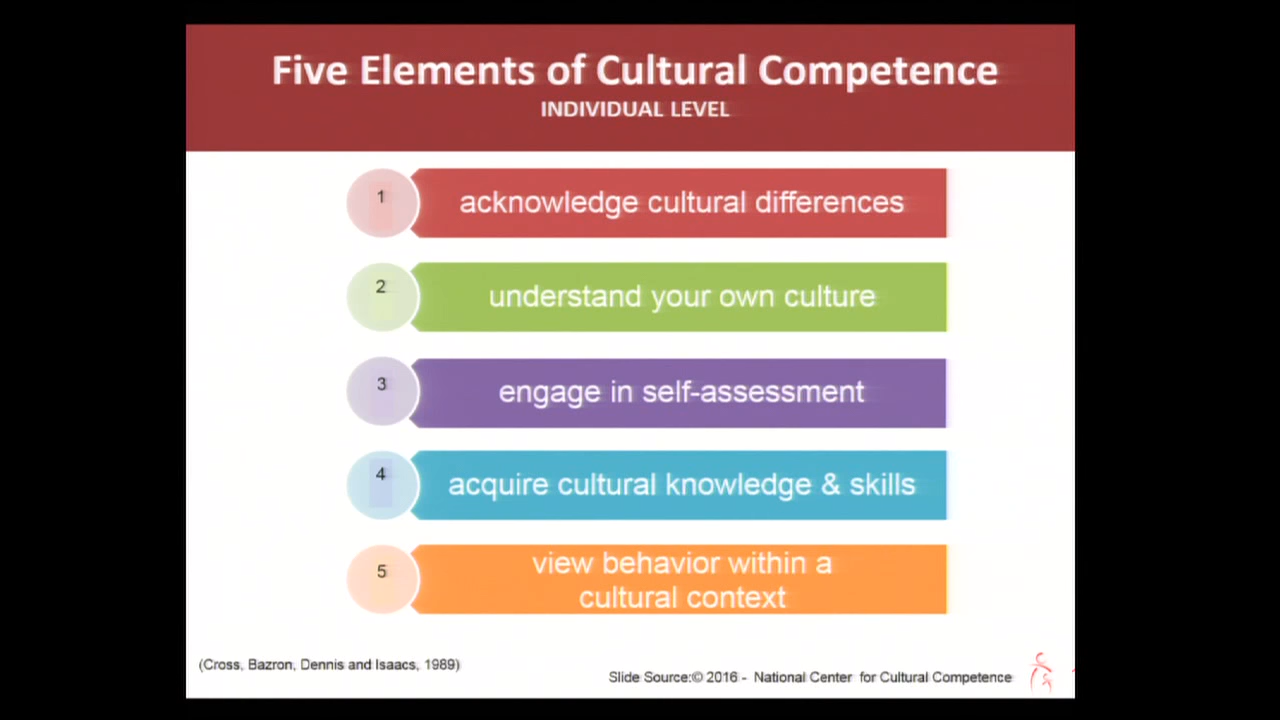 Five Elements of Cultural Competence
INDIVIDUAL LEVEL
1
acknowledge cultural differences
2
understand your own culture
3
engage in self-assessment
4
acquire cultural knowledge & skills
5
view behavior within a
cultural context
(Cross, Bazron, Dennis and Isaacs, 1989)
Slide Source:© 2016 - National Center for Cultural Competence